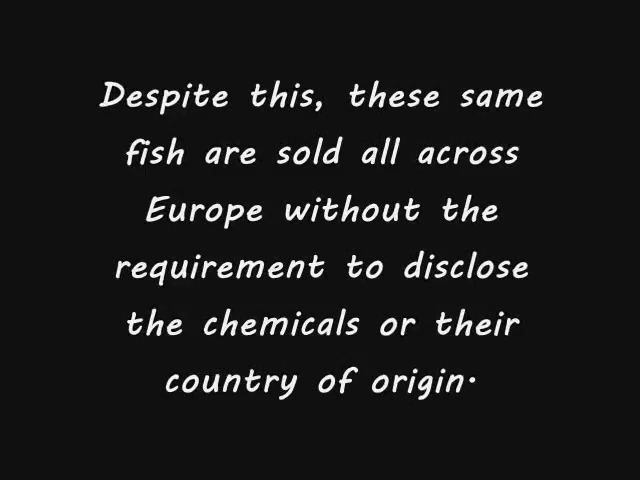 Despite this, these same
fish are sold all across
Europe without the
requirement to disclose
the chemicals or their
country of origin.